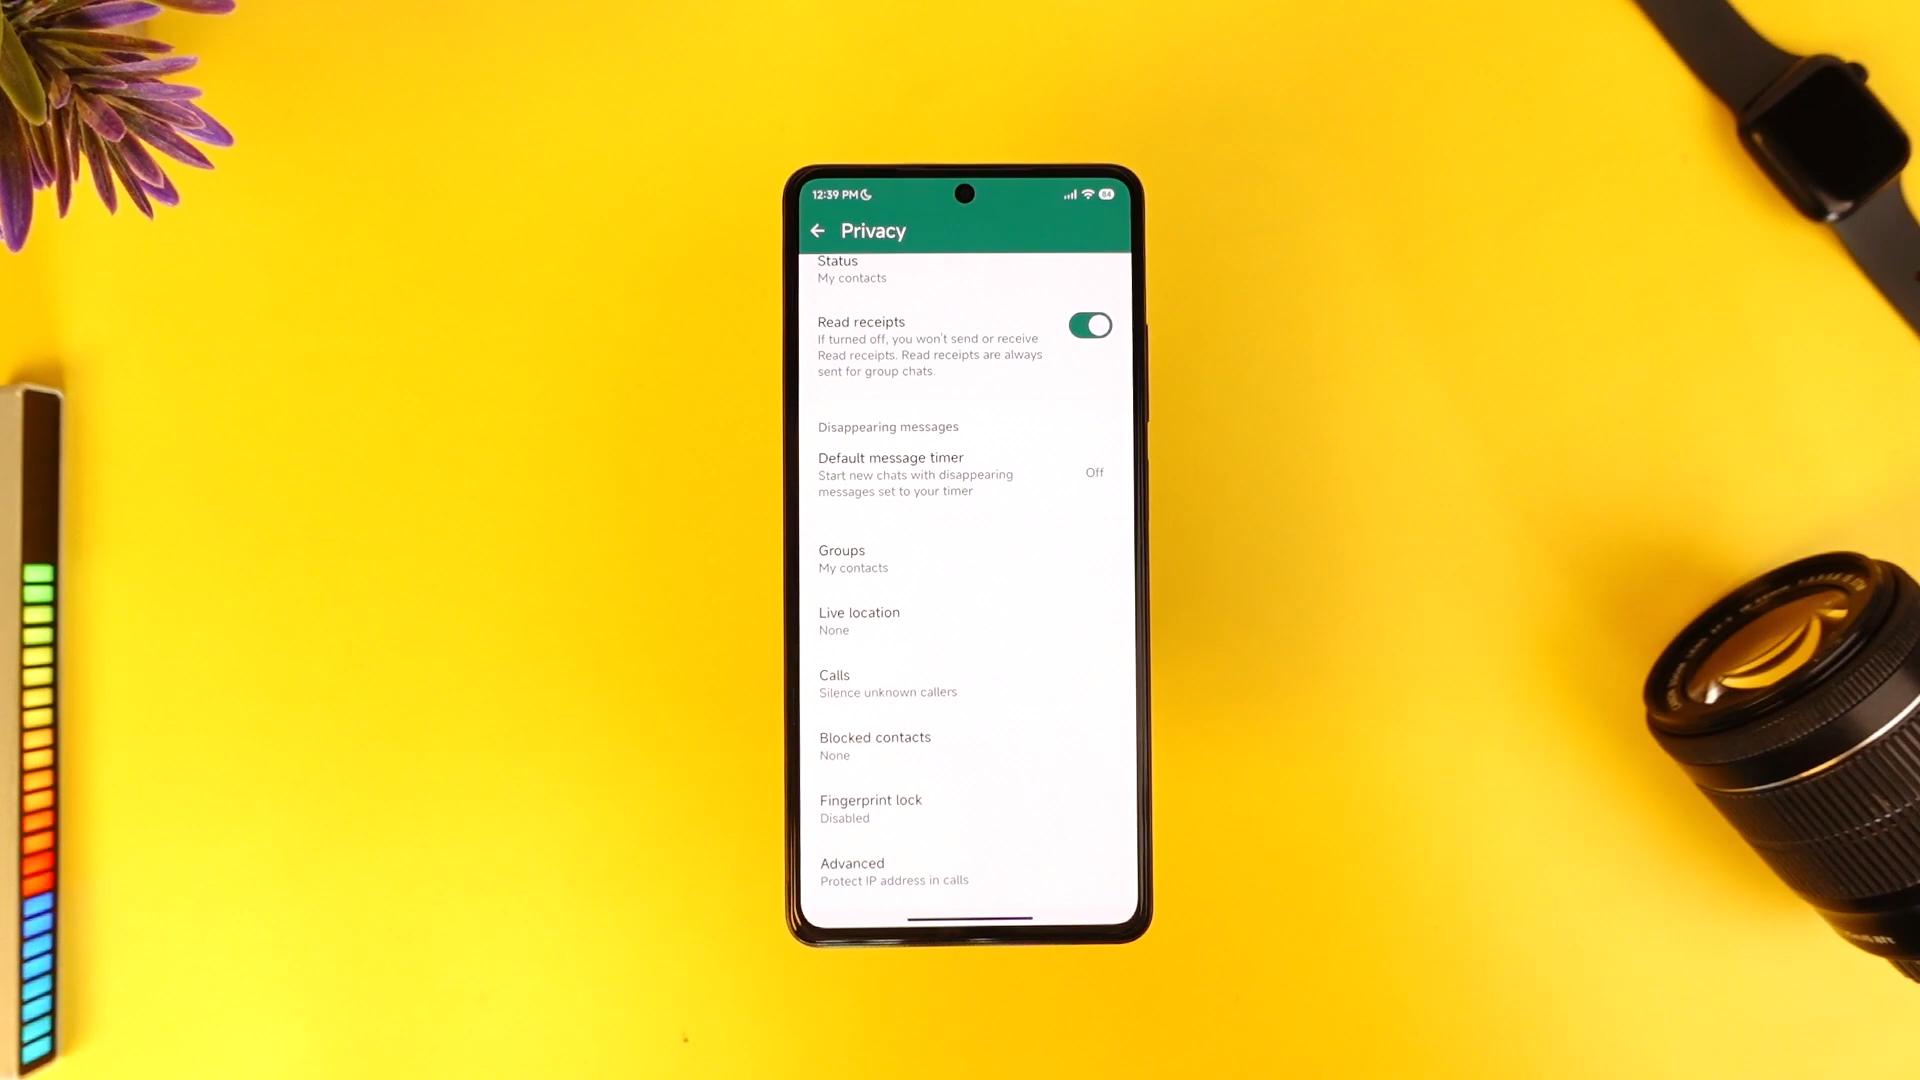 12:39 PM
84
Privacy
Status
My contacts
Read receipts
If turned off, you won't send or receive
Read receipts. Read receipts are always
sent for group chats.
Disappearing messages
Default message timer
Start new chats with disappearing
messages set to your timer
Off
Groups
My contacts
Live location
None
Calls
Silence unknown callers
Blocked contacts
None
Fingerprint lock
Disabled
Advanced
Protect IP address in calls